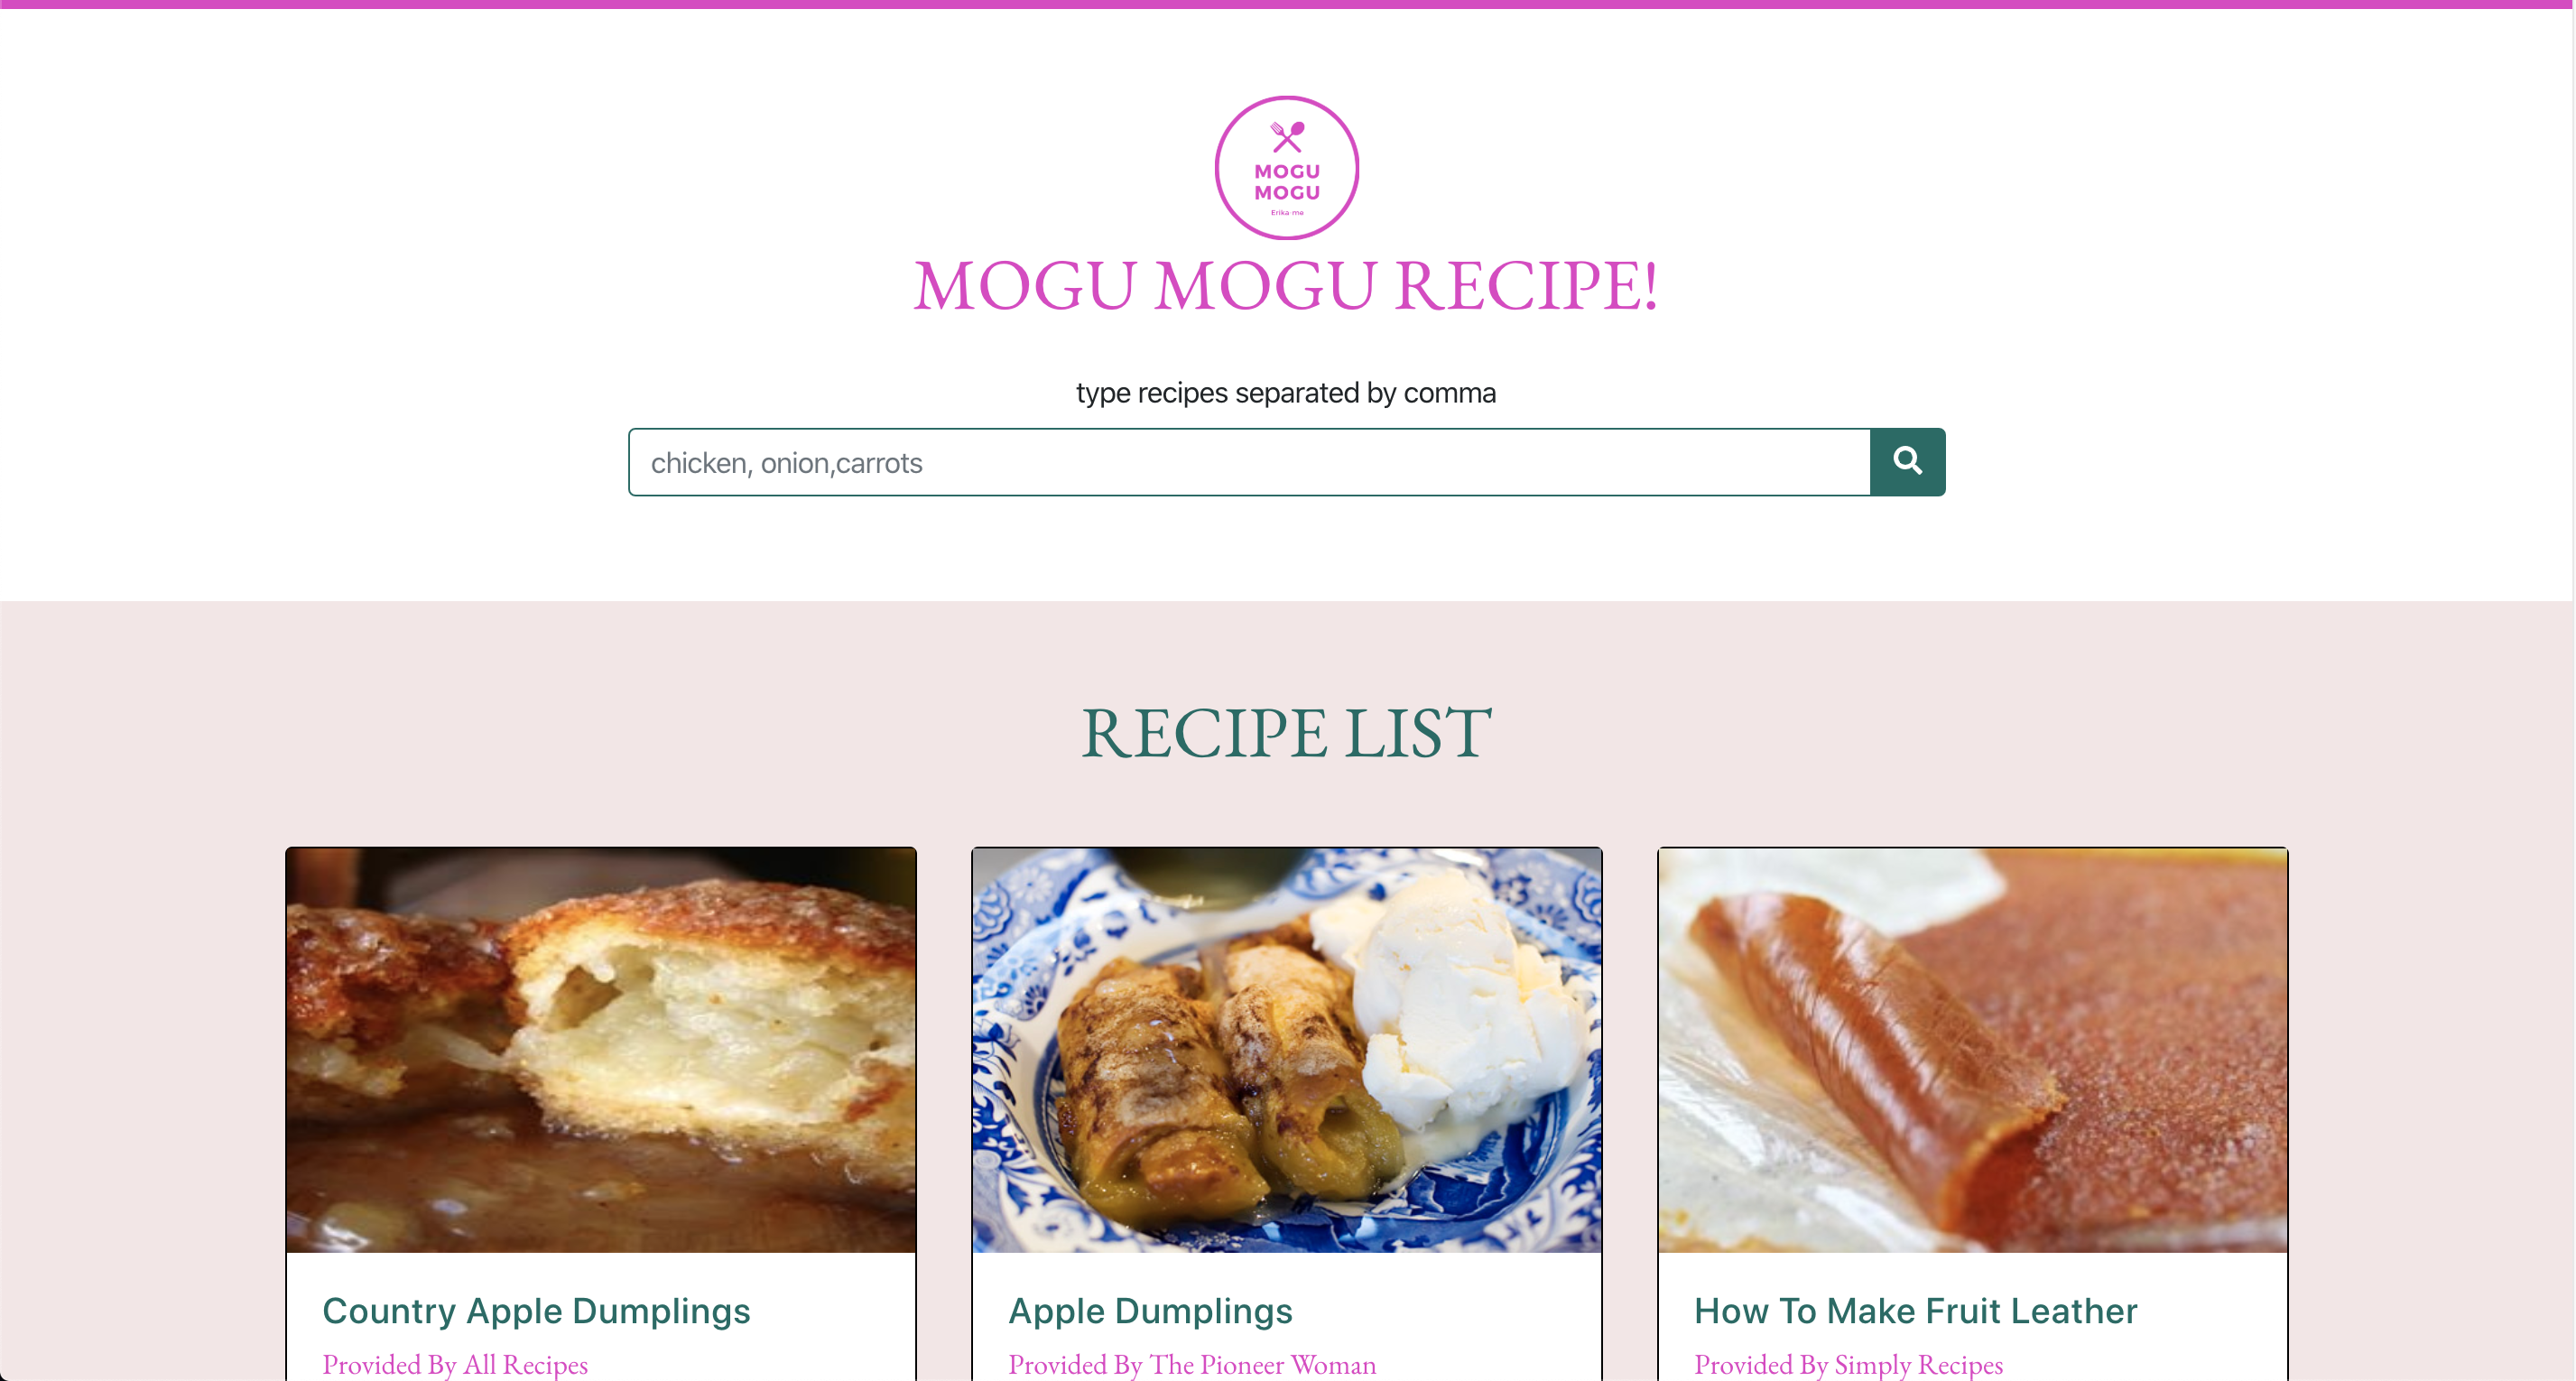 MOGU
MOGU
Erika me
MOGU MOGU RECIPE!
type recipes separated by comma
chicken, onion,carrots
RECIPE LIST
Country Apple Dumplings
Provided By All Recipes
Apple Dumplings
Provided By The Pioneer Woman
How To Make Fruit Leather
Provided By Simply Recipes